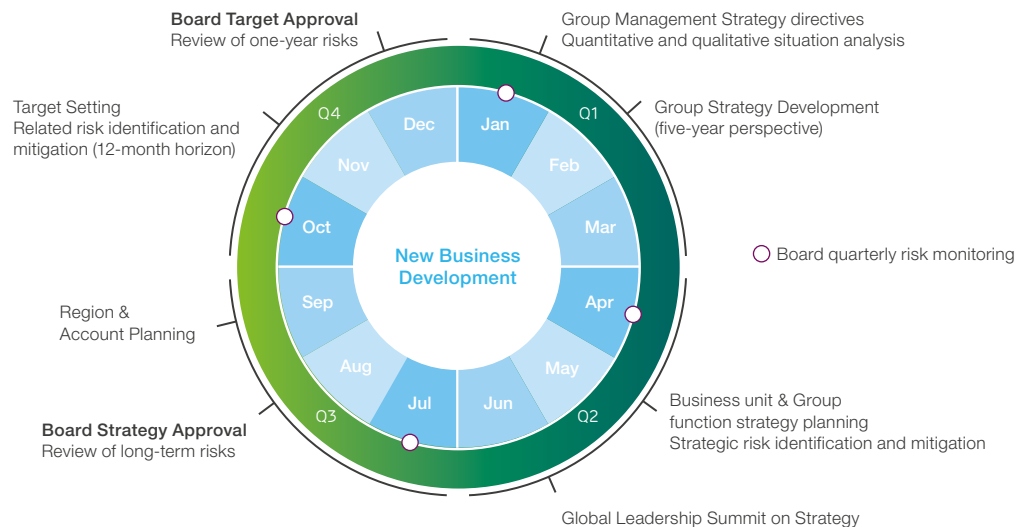 Board Target Approval
Review of one-year risks
Group Management Strategy directives
Quantitative and qualitative situation analysis
Target Setting
Related risk identification and
mitigation (12-month horizon)
Group Strategy Development
(five-year perspective)
Q4
Q1
Dec
Jan
Nov
Feb
Oct
Mar
New Business
Development
Board quarterly risk monitoring
Sep
Apr
Region &
Account Planning
Aug
May
Jul
Jun
Q3
Q2
Business unit & Group
function strategy planning
Strategic risk identification and mitigation
Board Strategy Approval
Review of long-term risks
Global Leadership Summit on Strategy